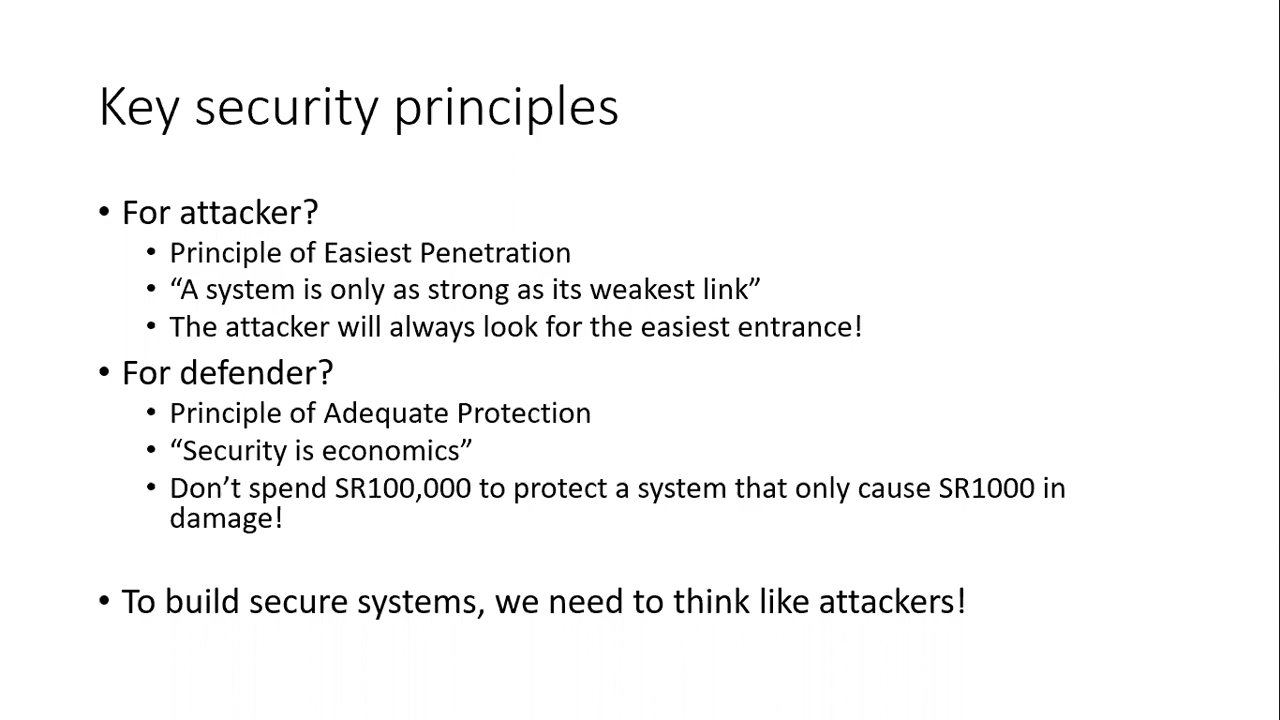 Key security principles
• For attacker?
• Principle of Easiest Penetration
• “A system is only as strong as its weakest link”
• The attacker will always look for the easiest entrance!
• For defender?
• Principle of Adequate Protection
• “Security is economics”
• Don’t spend SR100,000 to protect a system that only cause SR1000 in
damage!
• To build secure systems, we need to think like attackers!